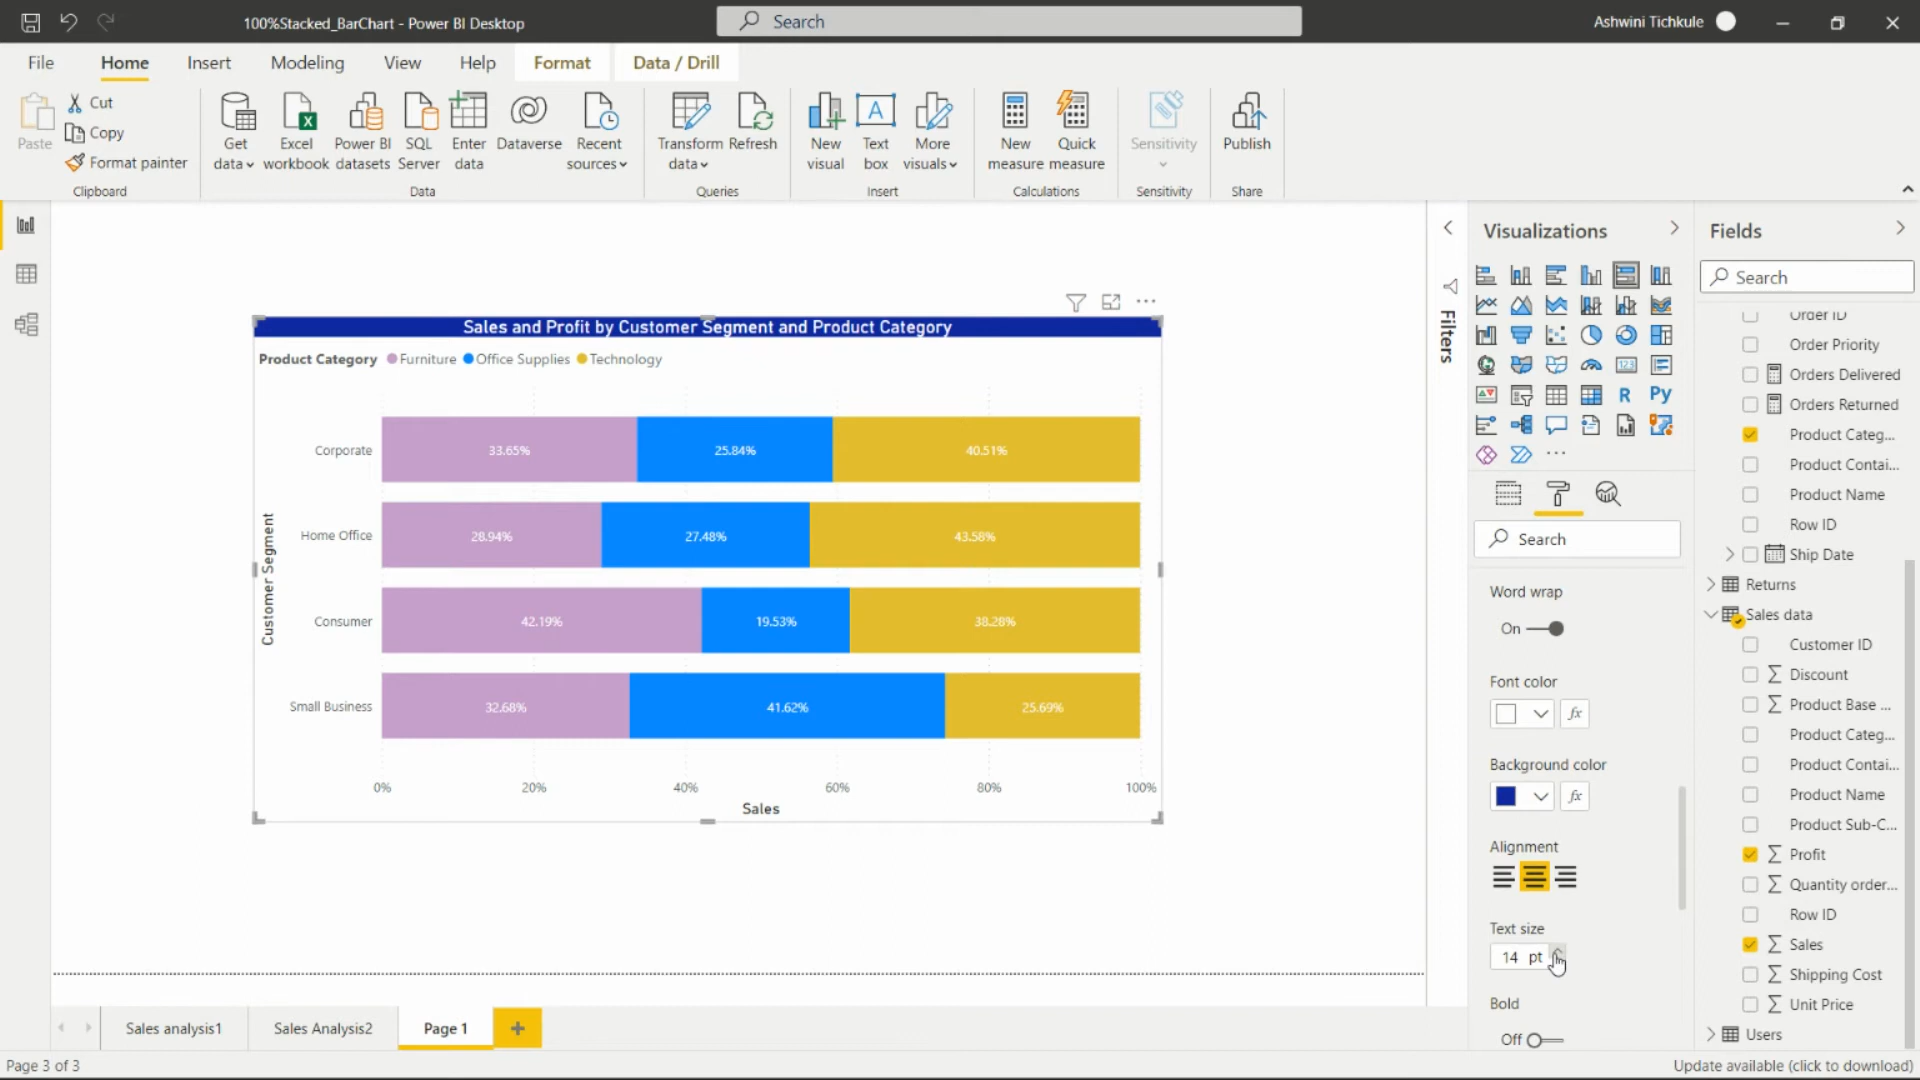 100%Stacked_BarChart - Power BI Desktop
Search
Ashwini Tichkule
File Home Insert Modeling View Help Format Data / Drill
Paste
Cut
Copy
Format painter
Clipboard
Get data
Excel workbook
Power BI datasets
SQL Server
Enter data
Dataverse
Recent sources
Data
Transform data
Refresh
Queries
New visual
Text box
More visuals
Insert
New measure
Quick measure
Calculations
Sensitivity
Sensitivity
Publish
Share
Sales and Profit by Customer Segment and Product Category
Product Category Furniture Office Supplies Technology
Customer Segment
Corporate 33.65% 25.84% 40.51%
Home Office 28.94% 27.48% 43.58%
Consumer 42.19% 19.53% 38.28%
Small Business 32.68% 41.62% 25.69%
0% 20% 40% 60% 80% 100%
Sales
Filters
Visualizations
123
R Py
Search
Word wrap
On
Font color
fx
Background color
fx
Alignment
Text size
14 pt
Bold
Off
Fields
Search
Order ID
Order Priority
Orders Delivered
Orders Returned
Product Categ...
Product Contai...
Product Name
Row ID
Ship Date
Returns
Sales data
Customer ID
Discount
Product Base ...
Product Categ...
Product Contai...
Product Name
Product Sub-C...
Profit
Quantity order...
Row ID
Sales
Shipping Cost
Unit Price
Users
Sales analysis1 Sales Analysis2 Page 1 +
Page 3 of 3
Update available (click to download)